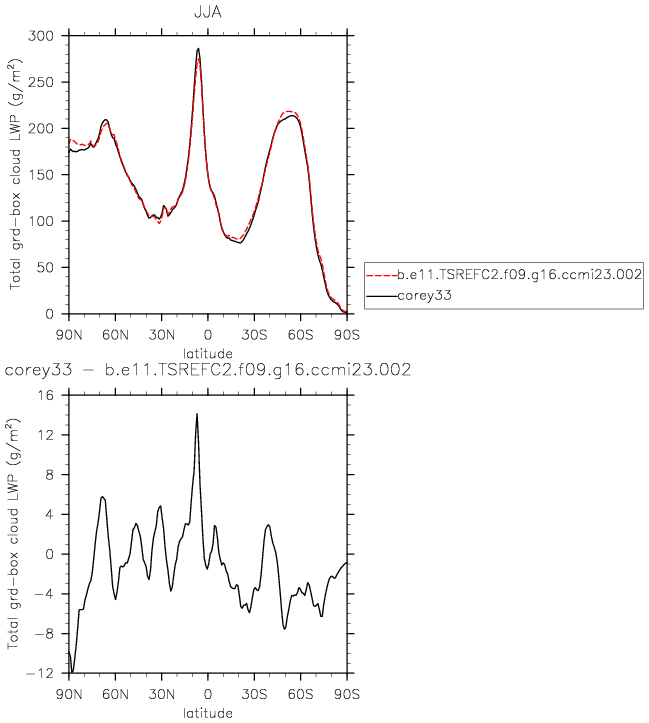 JJA
Total grd-box cloud LWP (g/m²)
300
250
200
150
100
50
0
90N 60N 30N 0 30S 60S 90S
latitude
b.e11.TSREFC2.f09.g16.ccmi23.002
corey33
corey33 - b.e11.TSREFC2.f09.g16.ccmi23.002
Total grd-box cloud LWP (g/m²)
16
12
8
4
0
-4
-8
-12
90N 60N 30N 0 30S 60S 90S
latitude